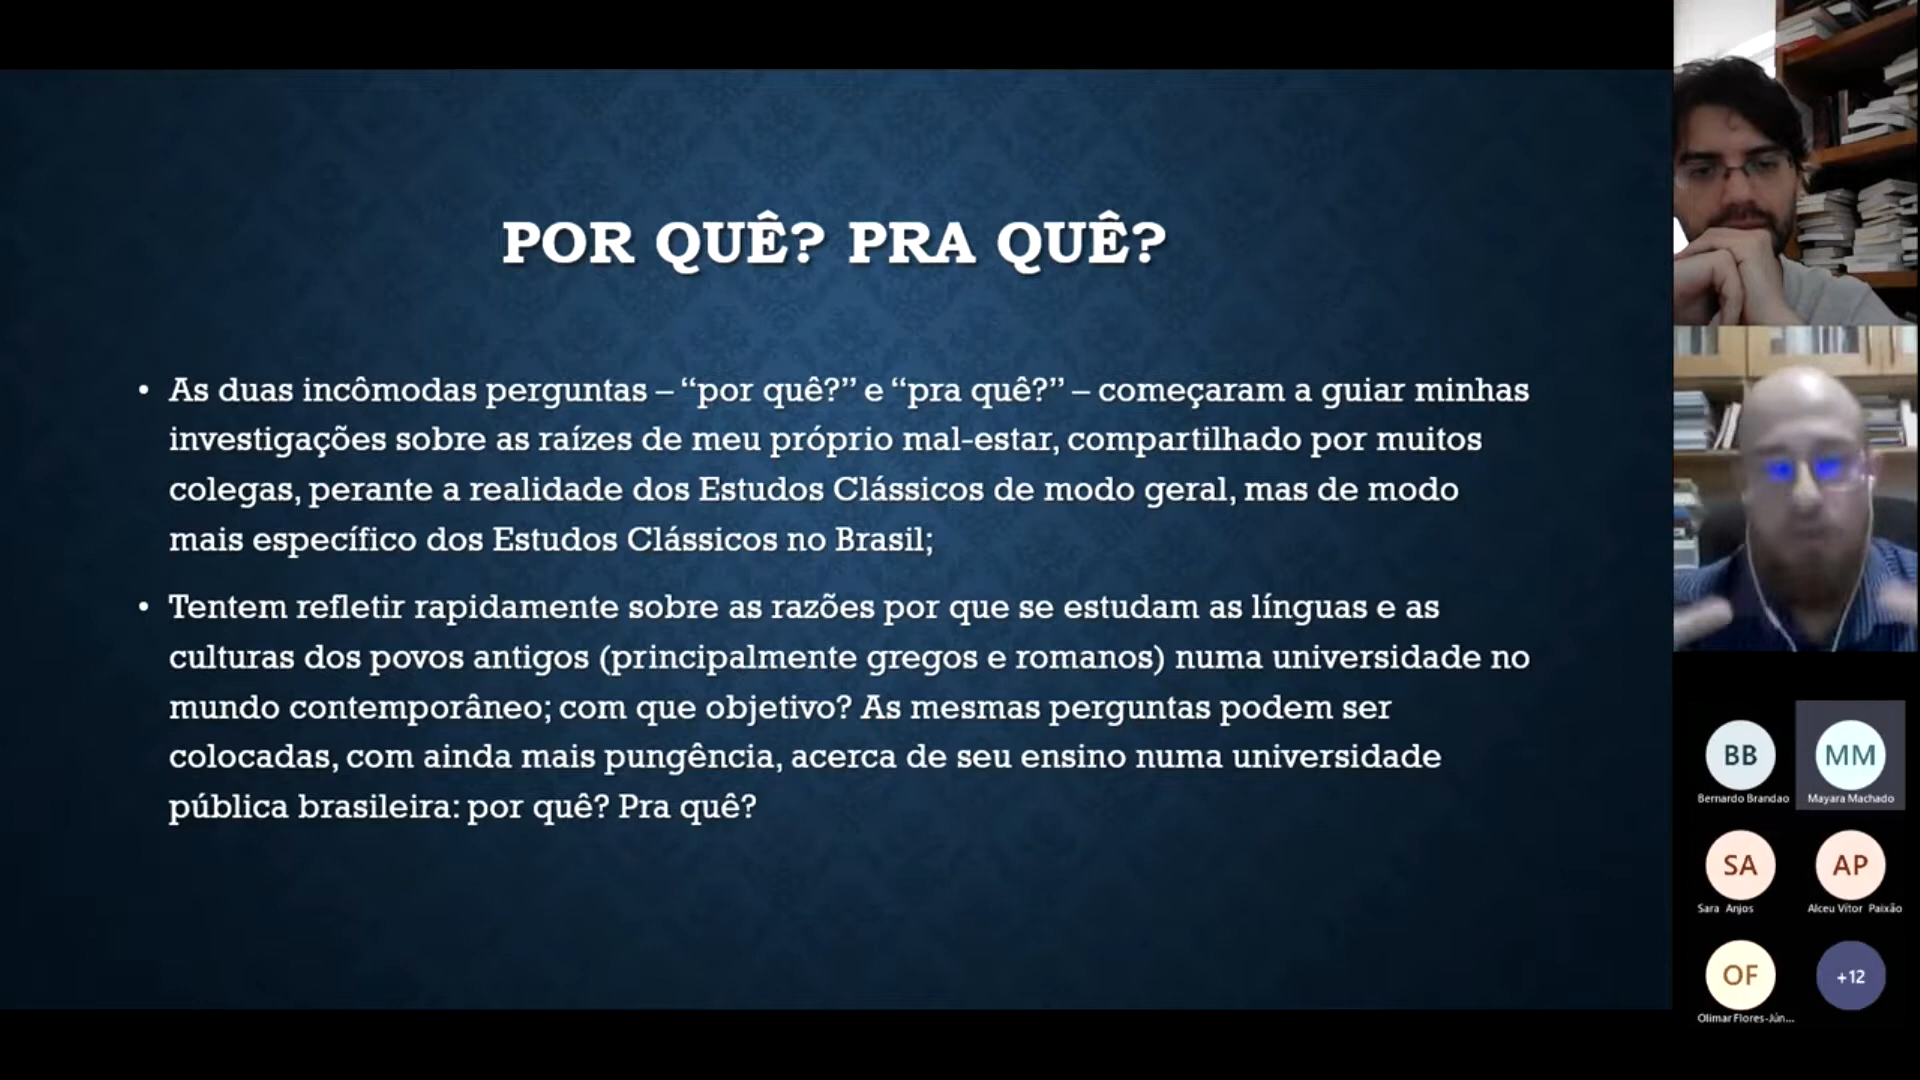 POR QUÊ? PRA QUÊ?
• As duas incômodas perguntas – “por quê?” e “pra quê?” – começaram a guiar minhas
investigações sobre as raízes de meu próprio mal-estar, compartilhado por muitos
colegas, perante a realidade dos Estudos Clássicos de modo geral, mas de modo
mais específico dos Estudos Clássicos no Brasil;
• Tentem refletir rapidamente sobre as razões por que se estudam as línguas e as
culturas dos povos antigos (principalmente gregos e romanos) numa universidade no
mundo contemporâneo; com que objetivo? As mesmas perguntas podem ser
colocadas, com ainda mais pungência, acerca de seu ensino numa universidade
pública brasileira: por quê? Pra quê?
BB
Bernardo Brandao
MM
Mayara Machado
SA
Sara Anjos
AP
Alceu Vitor Paixão
OF
Olimar Flores-Jún...
+12